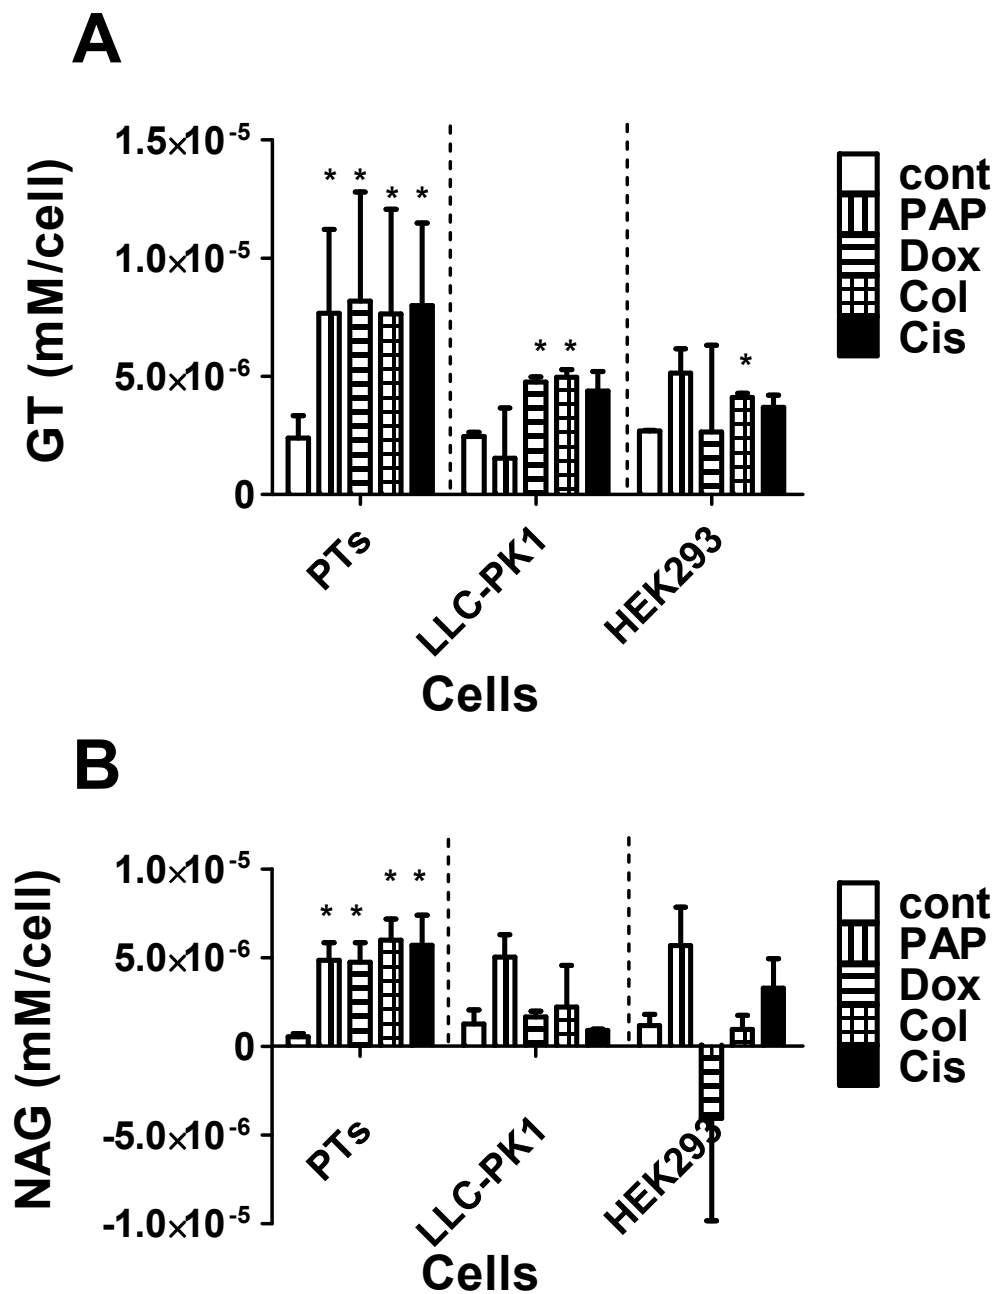 A
GT (mM/cell)
1.5×10⁻⁵
1.0×10⁻⁵
5.0×10⁻⁶
0
* * * *
* *
*
PTs
LLC-PK1
HEK293
Cells
cont
PAP
Dox
Col
Cis
B
NAG (mM/cell)
1.0×10⁻⁵
5.0×10⁻⁶
0
-5.0×10⁻⁶
-1.0×10⁻⁵
* * * *
PTs
LLC-PK1
HEK293
Cells
cont
PAP
Dox
Col
Cis